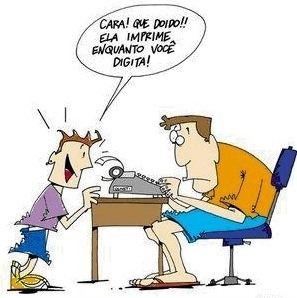 CARA! QUE DOIDO!!
ELA IMPRIME
ENQUANTO VOCÊ
DIGITA!